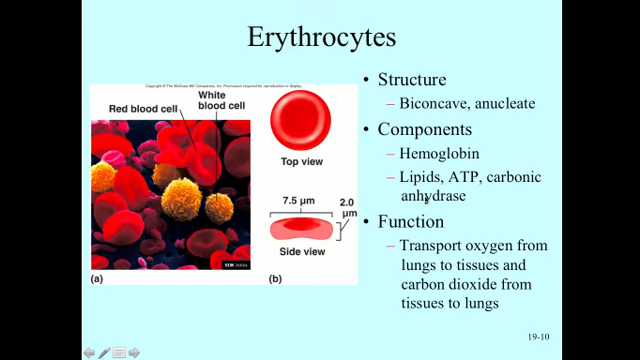 Erythrocytes
Copyright © The McGraw-Hill Companies, Inc. Permission required for reproduction or display.
Red blood cell
White
blood cell
(a)
Top view
7.5 µm
2.0
µm
Side view
(b)
• Structure
– Biconcave, anucleate
• Components
– Hemoglobin
– Lipids, ATP, carbonic
anhydrase
• Function
– Transport oxygen from
lungs to tissues and
carbon dioxide from
tissues to lungs
19-10